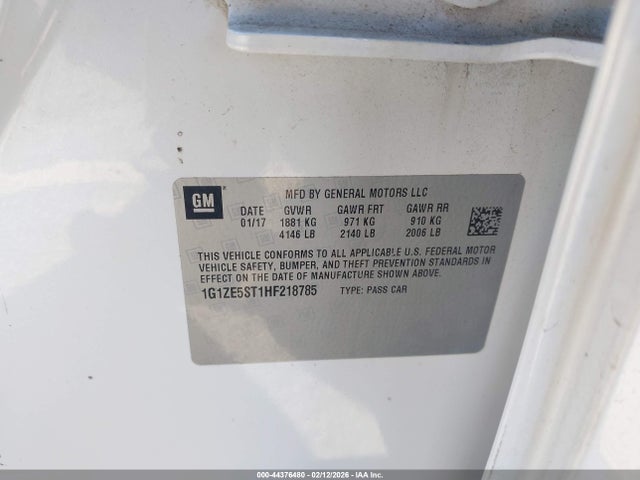 GM
MFD BY GENERAL MOTORS LLC
DATE GVWR GAWR FRT GAWR RR
01/17 1881 KG 971 KG 910 KG
4146 LB 2140 LB 2006 LB
THIS VEHICLE CONFORMS TO ALL APPLICABLE U.S. FEDERAL MOTOR
VEHICLE SAFETY, BUMPER, AND THEFT PREVENTION STANDARDS IN
EFFECT ON THE DATE OF MANUFACTURE SHOWN ABOVE.
1G1ZE5ST1HF218785 TYPE: PASS CAR
000-44376480 - 02/12/2026 - IAA Inc.